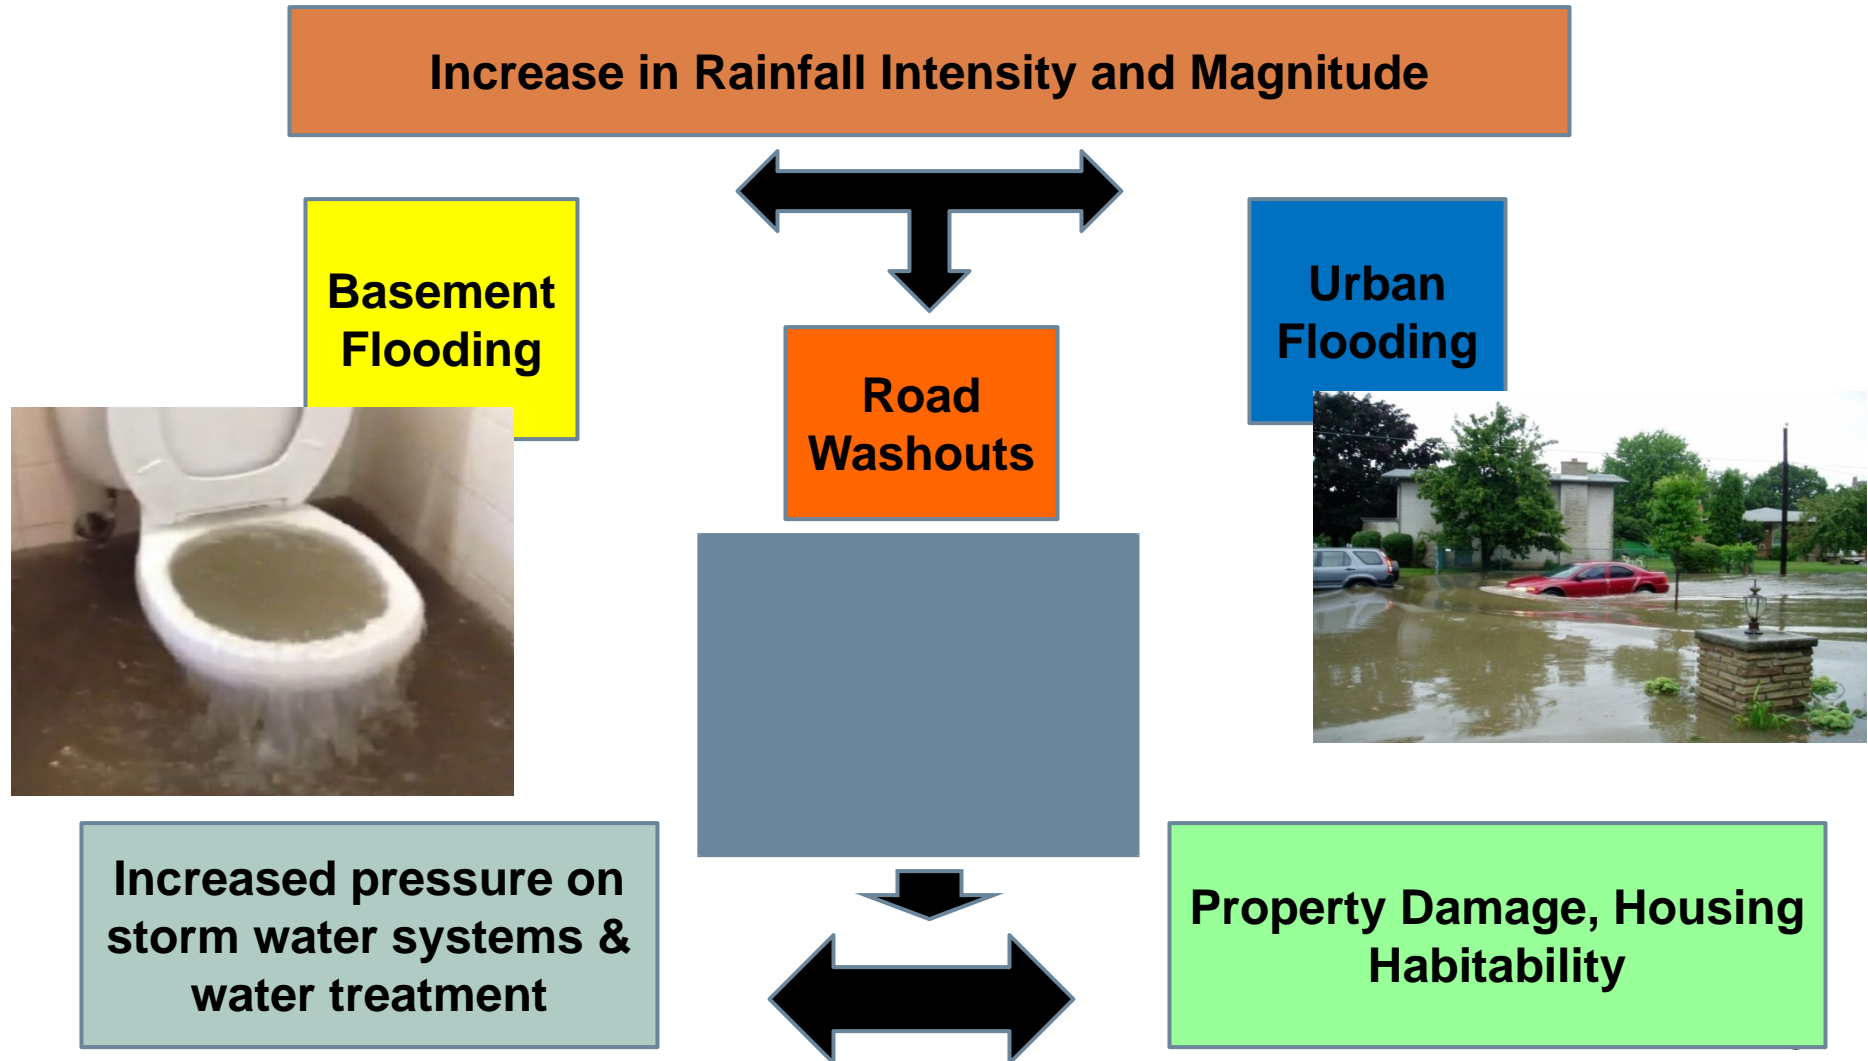 Increase in Rainfall Intensity and Magnitude
Basement
Flooding
Urban
Flooding
Road
Washouts
Increased pressure on
storm water systems &
water treatment
Property Damage, Housing
Habitability